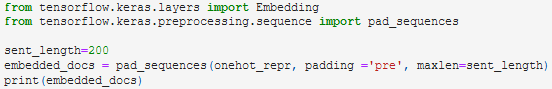 from tensorflow.keras.layers import Embedding
from tensorflow.keras.preprocessing.sequence import pad_sequences
sent_length=200
embedded_docs = pad_sequences(onehot_repr, padding ='pre', maxlen=sent_length)
print(embedded_docs)